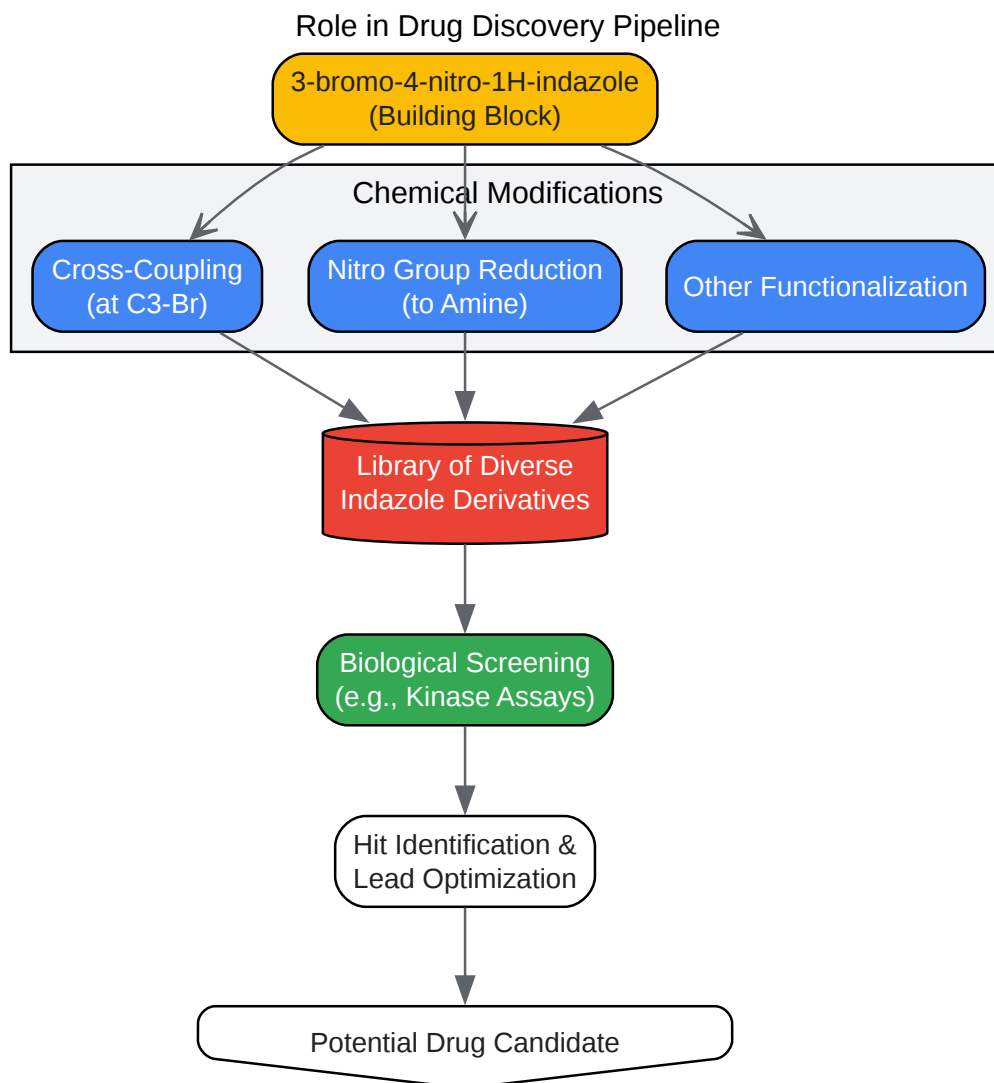 Role in Drug Discovery Pipeline
3-bromo-4-nitro-1H-indazole
(Building Block)
Chemical Modifications
Cross-Coupling
(at C3-Br)
Nitro Group Reduction
(to Amine)
Other Functionalization
Library of Diverse
Indazole Derivatives
Biological Screening
(e.g., Kinase Assays)
Hit Identification &
Lead Optimization
Potential Drug Candidate